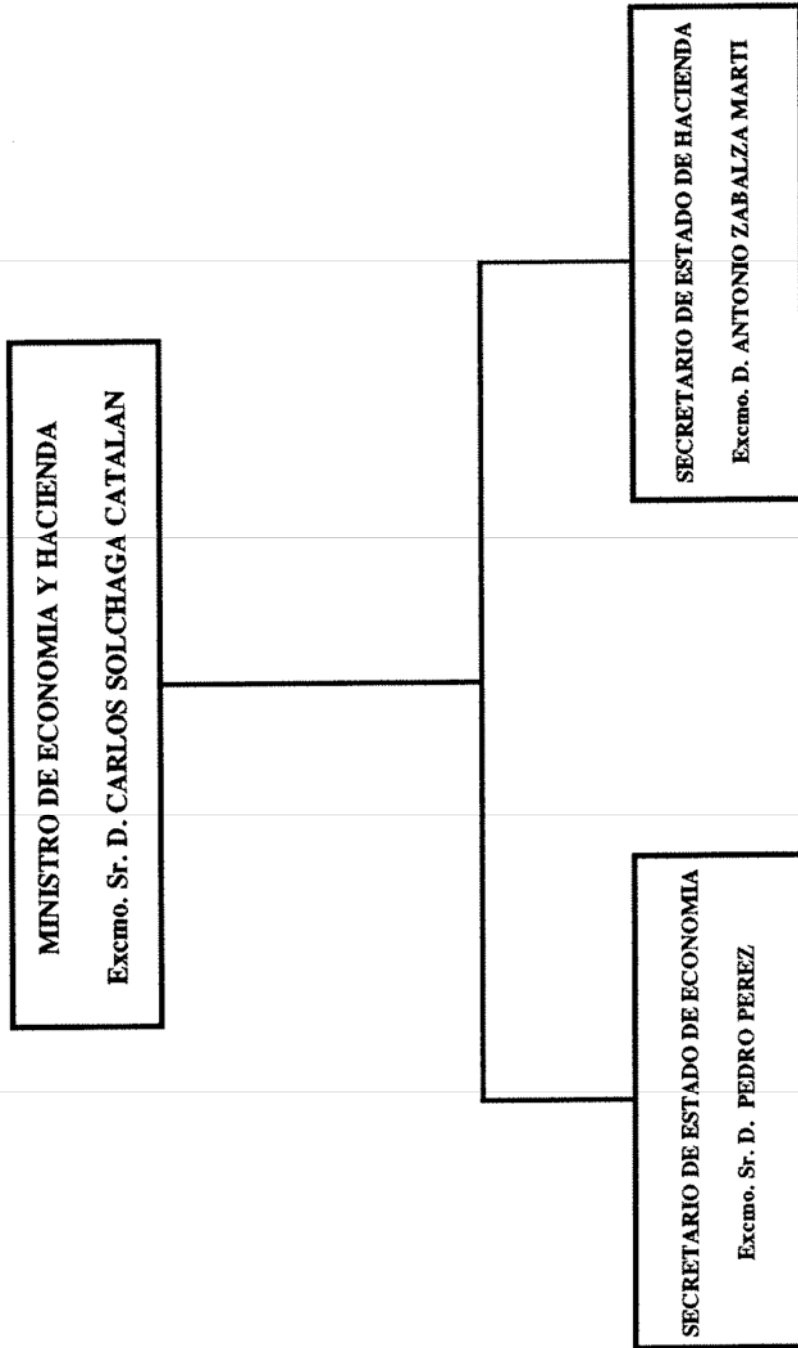 MINISTRO DE ECONOMIA Y HACIENDA
Excmo. Sr. D. CARLOS SOLCHAGA CATALAN
SECRETARIO DE ESTADO DE ECONOMIA
Excmo. Sr. D. PEDRO PEREZ
SECRETARIO DE ESTADO DE HACIENDA
Excmo. D. ANTONIO ZABALZA MARTI